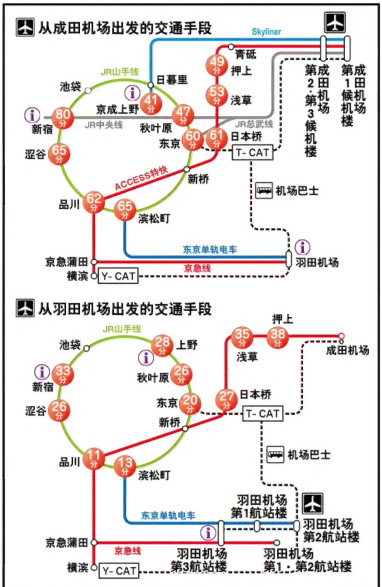 从成田机场出发的交通手段
Skyliner
青砥
JR山手线
日暮里
49分
押上
池袋
41分
京成上野
53分
浅草
成田机场
第2·第3候机楼
成田机场
第1候机楼
80分
新宿
JR中央线
47分
秋叶原
JR总武线
60分
东京
61分
日本桥
T- CAT
65分
涩谷
新桥
ACCESS特快
机场巴士
62分
品川
65分
滨松町
东京单轨电车
京急蒲田
京急线
羽田机场
横滨
Y- CAT
从羽田机场出发的交通手段
押上
JR山手线
28分
上野
35分
38分
池袋
浅草
成田机场
33分
新宿
26分
秋叶原
26分
涩谷
20分
东京
27分
日本桥
T- CAT
新桥
11分
品川
13分
滨松町
机场巴士
东京单轨电车
羽田机场
第1航站楼
羽田机场
第2航站楼
京急蒲田
京急线
羽田机场
第3航站楼
羽田机场
第1·第2航站楼
横滨
Y- CAT